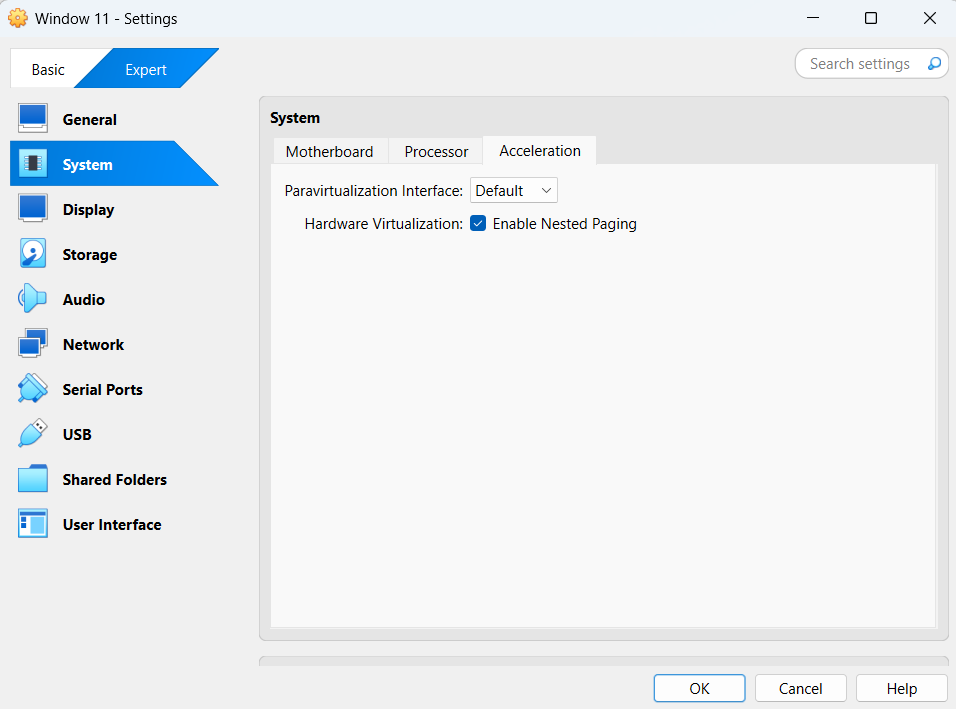 Window 11 - Settings
Basic
Expert
Search settings
General
System
Display
Storage
Audio
Network
Serial Ports
USB
Shared Folders
User Interface
System
Motherboard
Processor
Acceleration
Paravirtualization Interface: Default
Hardware Virtualization: Enable Nested Paging
OK
Cancel
Help